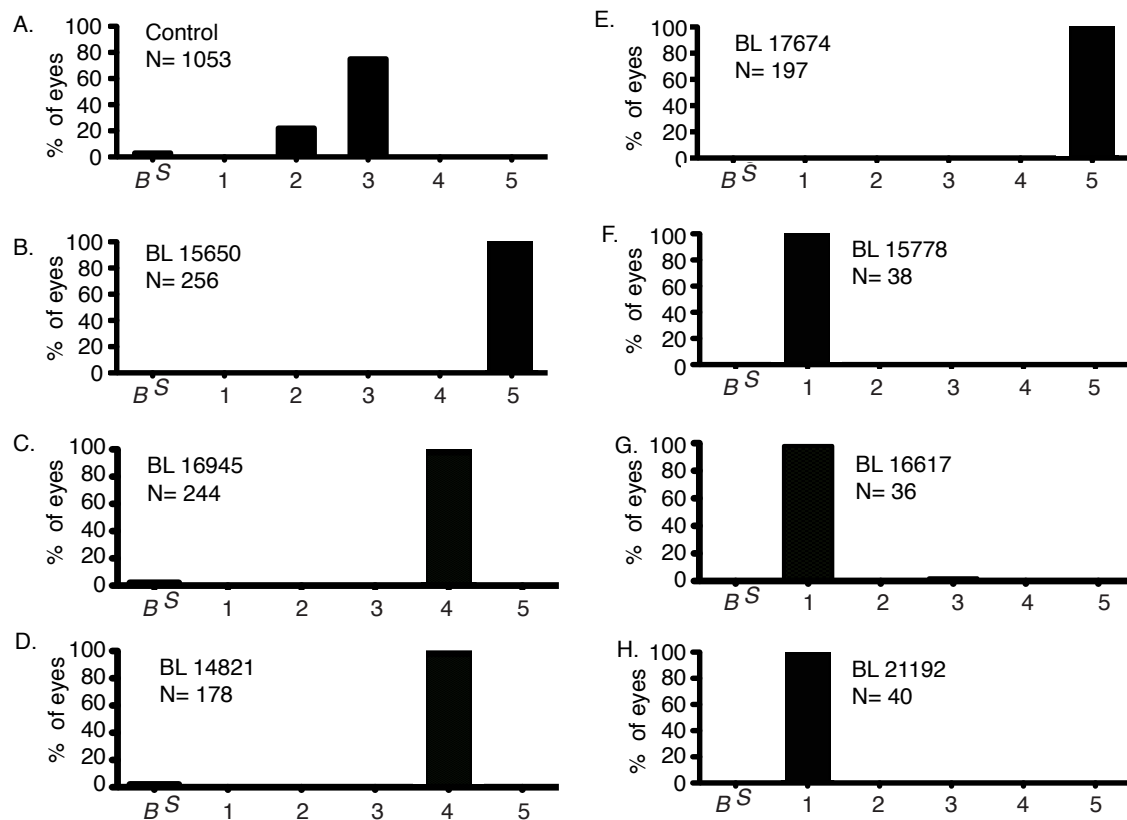 A.
Control
N= 1053
% of eyes
100
80
60
40
20
0
B S 1 2 3 4 5
B.
BL 15650
N= 256
% of eyes
100
80
60
40
20
0
B S 1 2 3 4 5
C.
BL 16945
N= 244
% of eyes
100
80
60
40
20
0
B S 1 2 3 4 5
D.
BL 14821
N= 178
% of eyes
100
80
60
40
20
0
B S 1 2 3 4 5
E.
BL 17674
N= 197
% of eyes
100
80
60
40
20
0
B S 1 2 3 4 5
F.
BL 15778
N= 38
% of eyes
100
80
60
40
20
0
B S 1 2 3 4 5
G.
BL 16617
N= 36
% of eyes
100
80
60
40
20
0
B S 1 2 3 4 5
H.
BL 21192
N= 40
% of eyes
100
80
60
40
20
0
B S 1 2 3 4 5